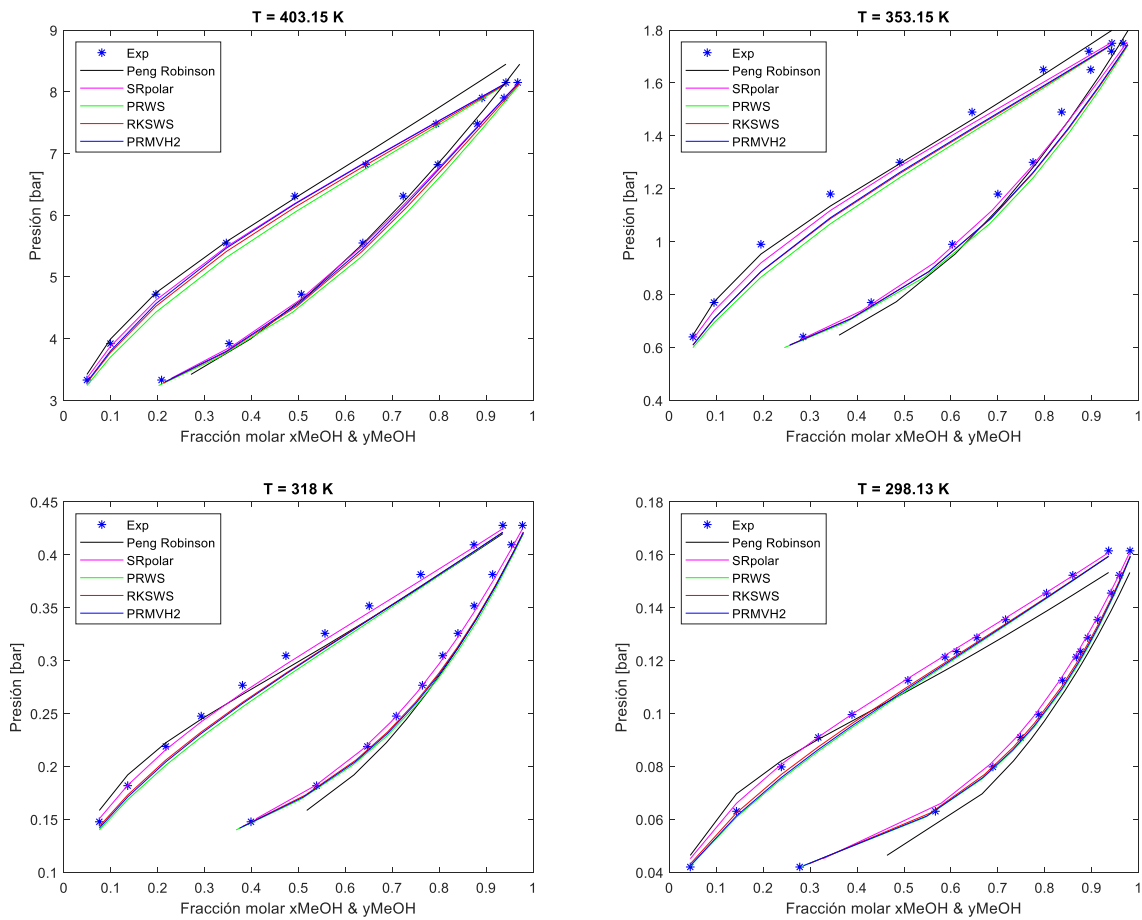 T = 403.15 K
9
8
7
6
5
4
3
Presión [bar]
Exp
Peng Robinson
SRpolar
PRWS
RKSWS
PRMVH2
0 0.1 0.2 0.3 0.4 0.5 0.6 0.7 0.8 0.9 1
Fracción molar xMeOH & yMeOH
T = 353.15 K
1.8
1.6
1.4
1.2
1
0.8
0.6
0.4
Presión [bar]
Exp
Peng Robinson
SRpolar
PRWS
RKSWS
PRMVH2
0 0.1 0.2 0.3 0.4 0.5 0.6 0.7 0.8 0.9 1
Fracción molar xMeOH & yMeOH
T = 318 K
0.45
0.4
0.35
0.3
0.25
0.2
0.15
0.1
Presión [bar]
Exp
Peng Robinson
SRpolar
PRWS
RKSWS
PRMVH2
0 0.1 0.2 0.3 0.4 0.5 0.6 0.7 0.8 0.9 1
Fracción molar xMeOH & yMeOH
T = 298.13 K
0.18
0.16
0.14
0.12
0.1
0.08
0.06
0.04
Presión [bar]
Exp
Peng Robinson
SRpolar
PRWS
RKSWS
PRMVH2
0 0.1 0.2 0.3 0.4 0.5 0.6 0.7 0.8 0.9 1
Fracción molar xMeOH & yMeOH